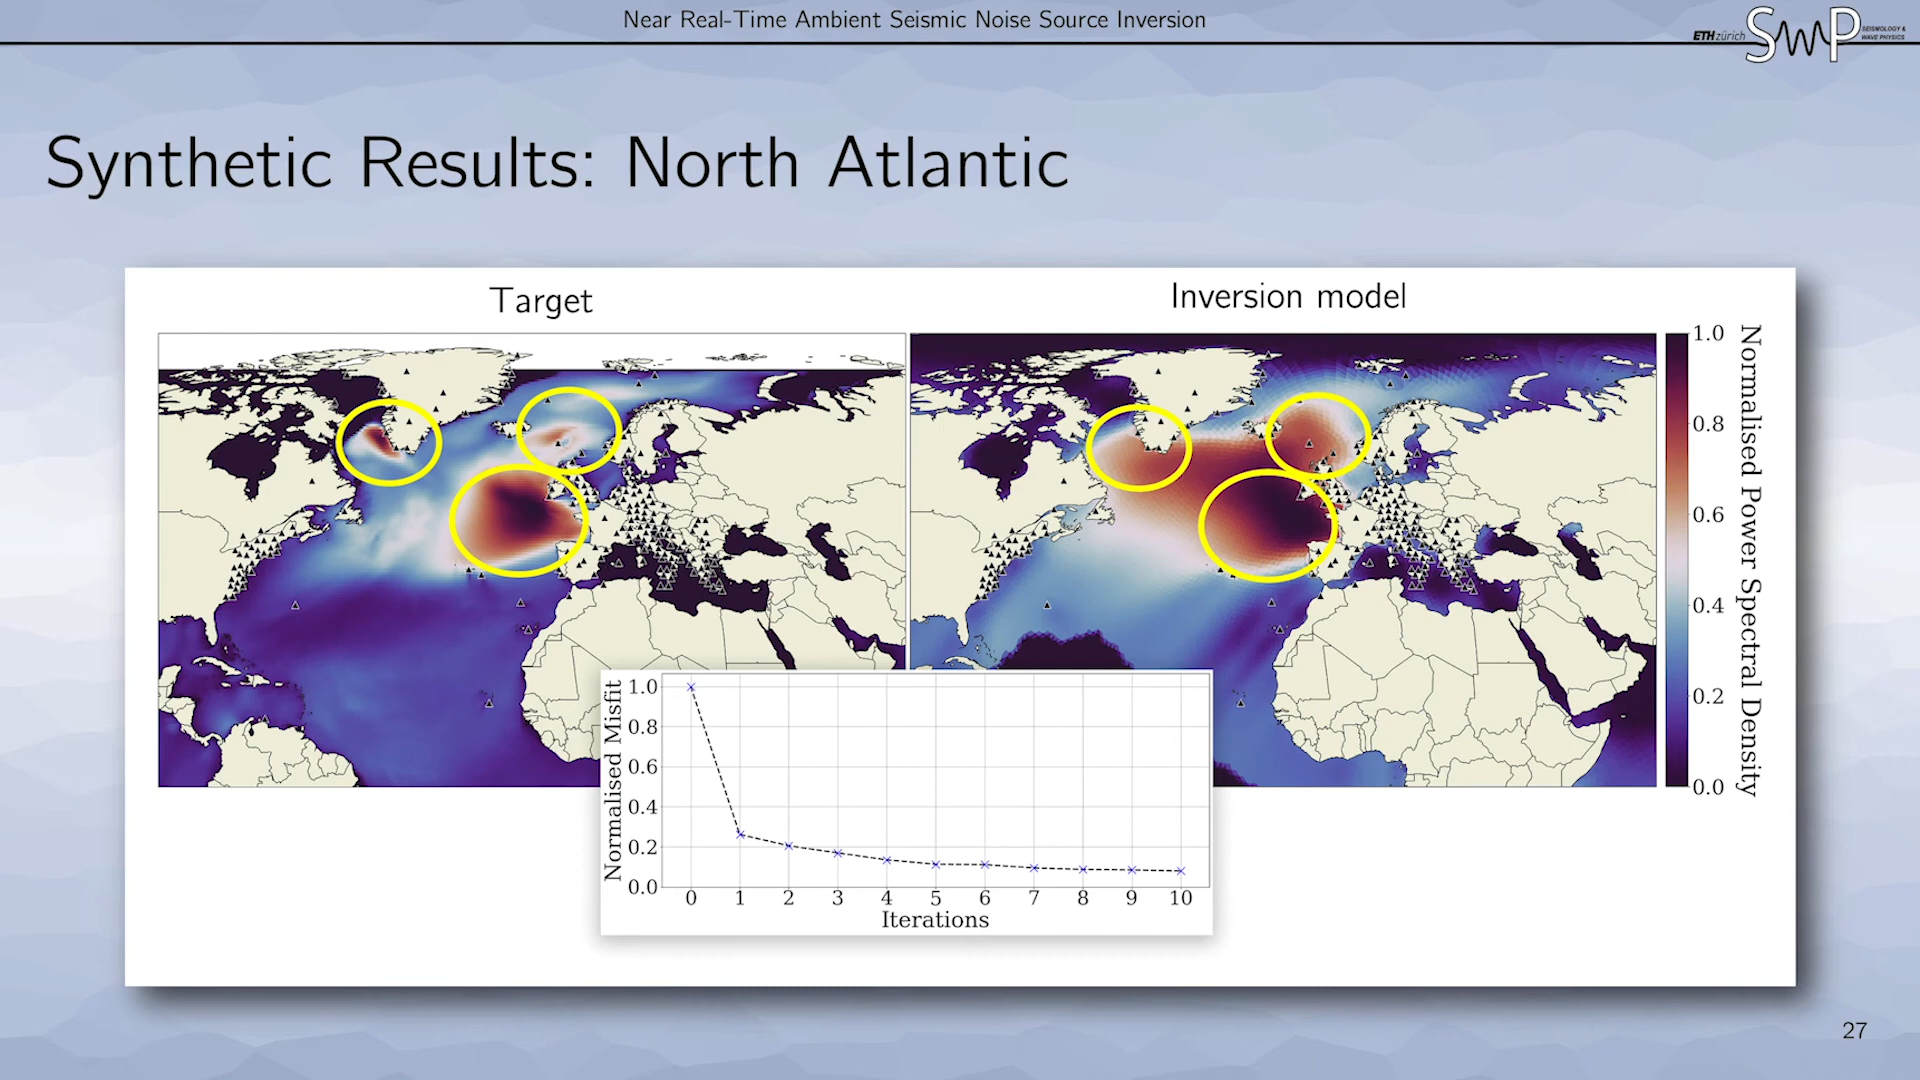 Near Real-Time Ambient Seismic Noise Source Inversion
ETH zürich
SWP
SEISMOLOGY &
WAVE PHYSICS
Synthetic Results: North Atlantic
Target
Inversion model
1.0
0.8
0.6
0.4
0.2
0.0
Normalised Power Spectral Density
Normalised Misfit
1.0
0.8
0.6
0.4
0.2
0.0
0 1 2 3 4 5 6 7 8 9 10
Iterations
27